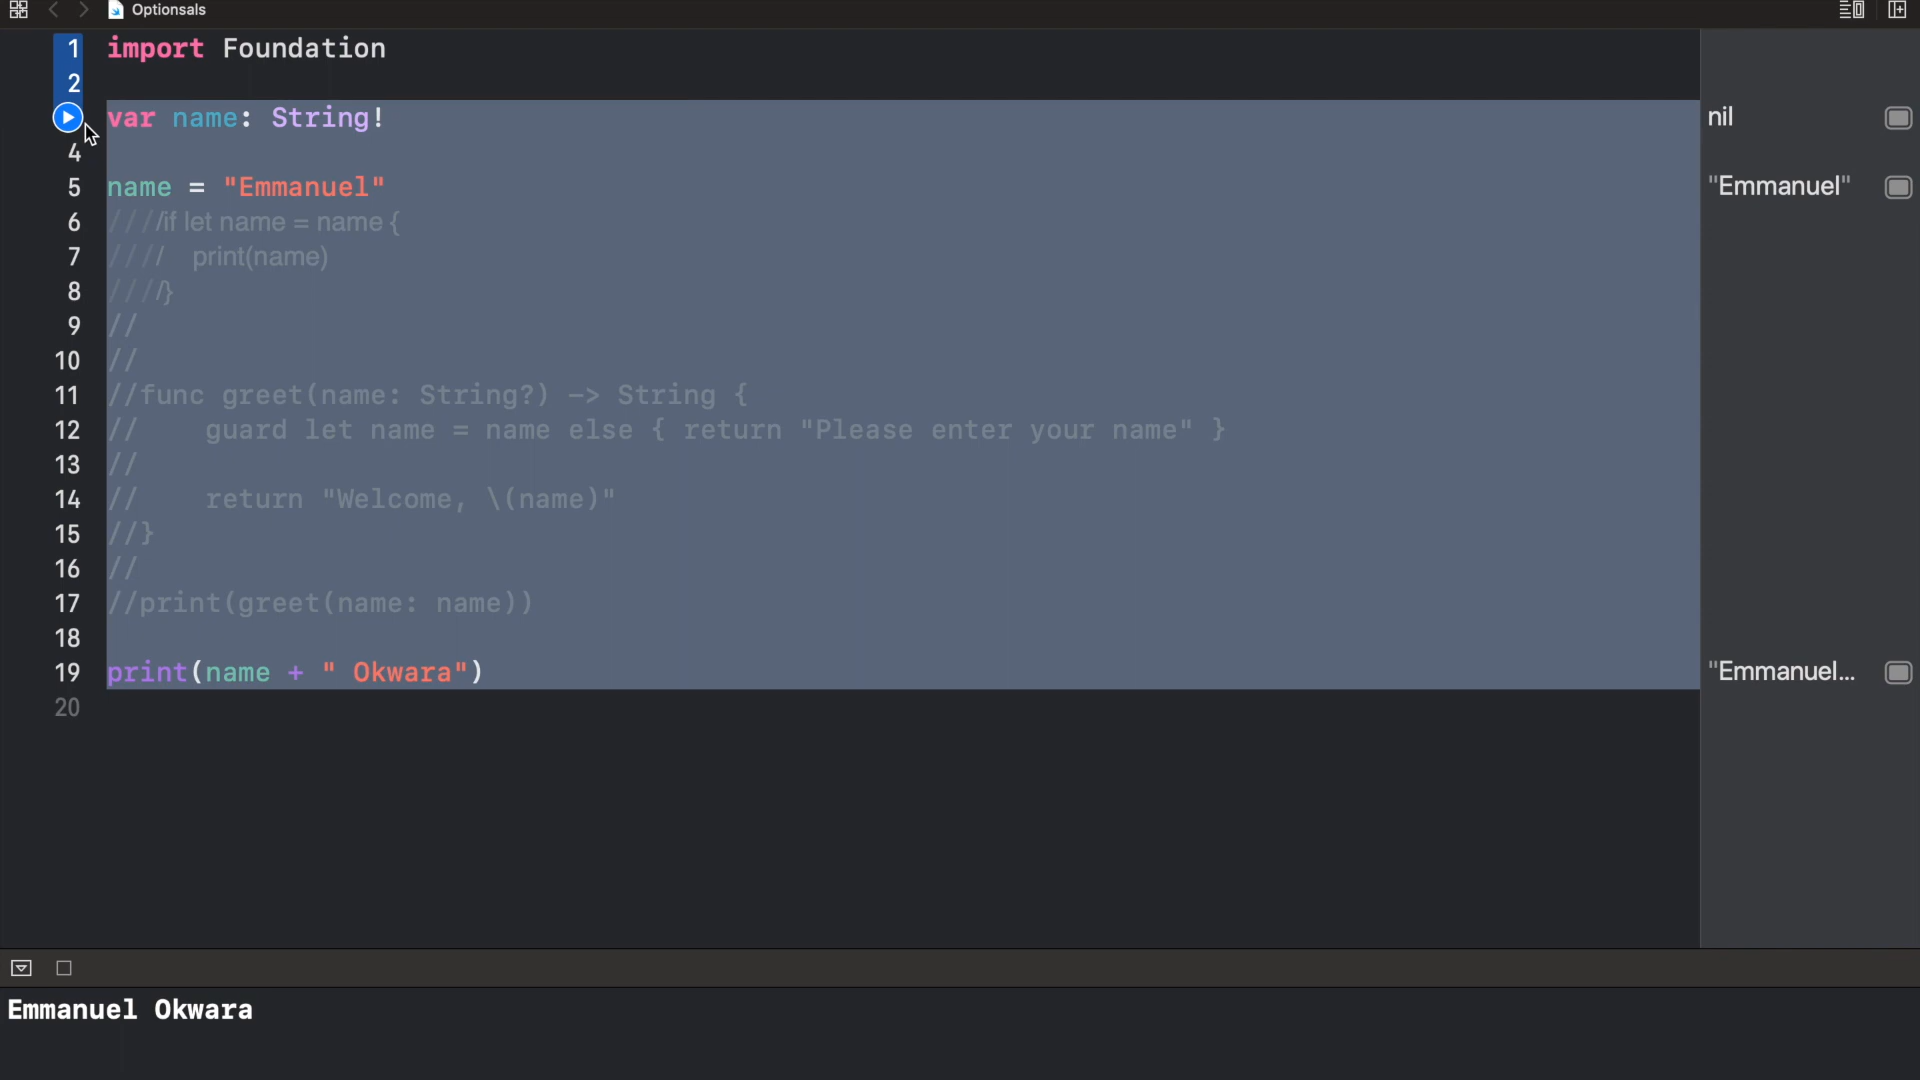 Optionsals
1 import Foundation
2
var name: String! nil
4
5 name = "Emmanuel" "Emmanuel"
6 ////if let name = name {
7 ////    print(name)
8 ////}
9 //
10 //
11 //func greet(name: String?) -> String {
12 //    guard let name = name else { return "Please enter your name" }
13 //
14 //    return "Welcome, \(name)"
15 //}
16 //
17 //print(greet(name: name))
18
19 print(name + " Okwara") "Emmanuel...
20
Emmanuel Okwara